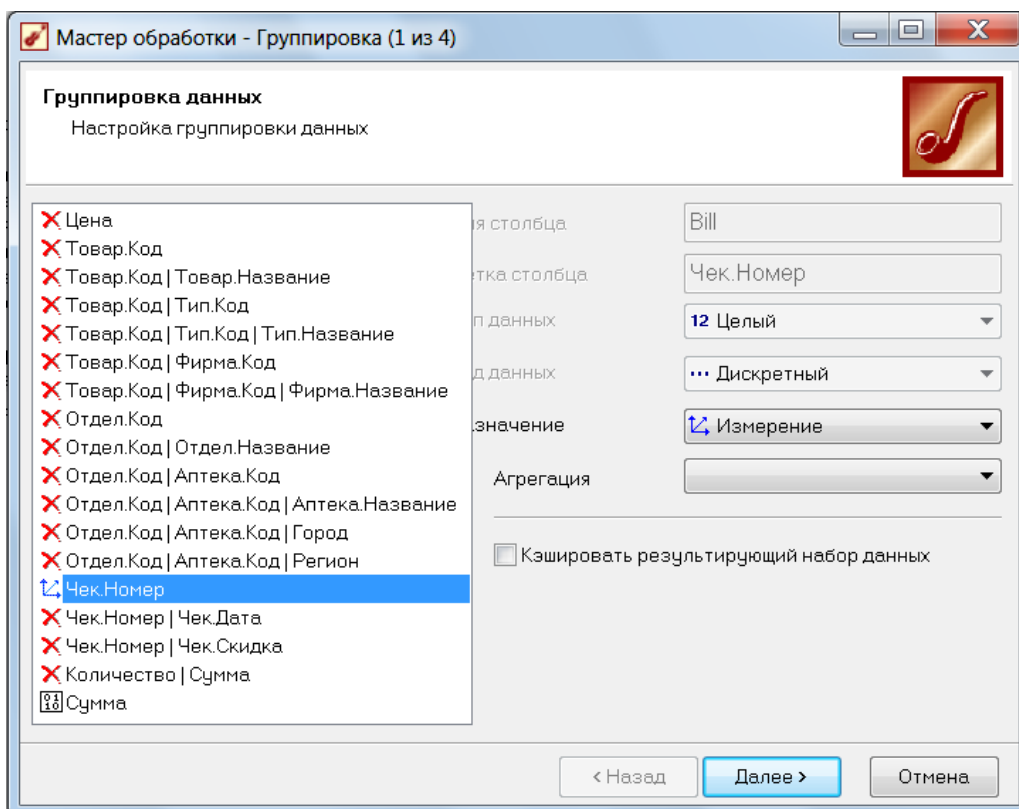 Мастер обработки - Группировка (1 из 4)
Группировка данных
Настройка группировки данных
Цена
Товар.Код
Товар.Код | Товар.Название
Товар.Код | Тип.Код
Товар.Код | Тип.Код | Тип.Название
Товар.Код | Фирма.Код
Товар.Код | Фирма.Код | Фирма.Название
Отдел.Код
Отдел.Код | Отдел.Название
Отдел.Код | Аптека.Код
Отдел.Код | Аптека.Код | Аптека.Название
Отдел.Код | Аптека.Код | Город
Отдел.Код | Аптека.Код | Регион
Чек.Номер
Чек.Номер | Чек.Дата
Чек.Номер | Чек.Скидка
Количество | Сумма
Сумма
я столбца Bill
тка столбца Чек.Номер
п данных 12 Целый
д данных Дискретный
значение Измерение
Агрегация
Кэшировать результирующий набор данных
< Назад
Далее >
Отмена